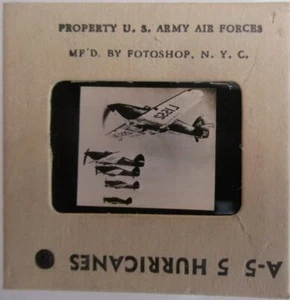 PROPERTY U. S. ARMY AIR FORCES
MF'D. BY FOTOSHOP, N. Y. C.
A-5 5 HURRICANES